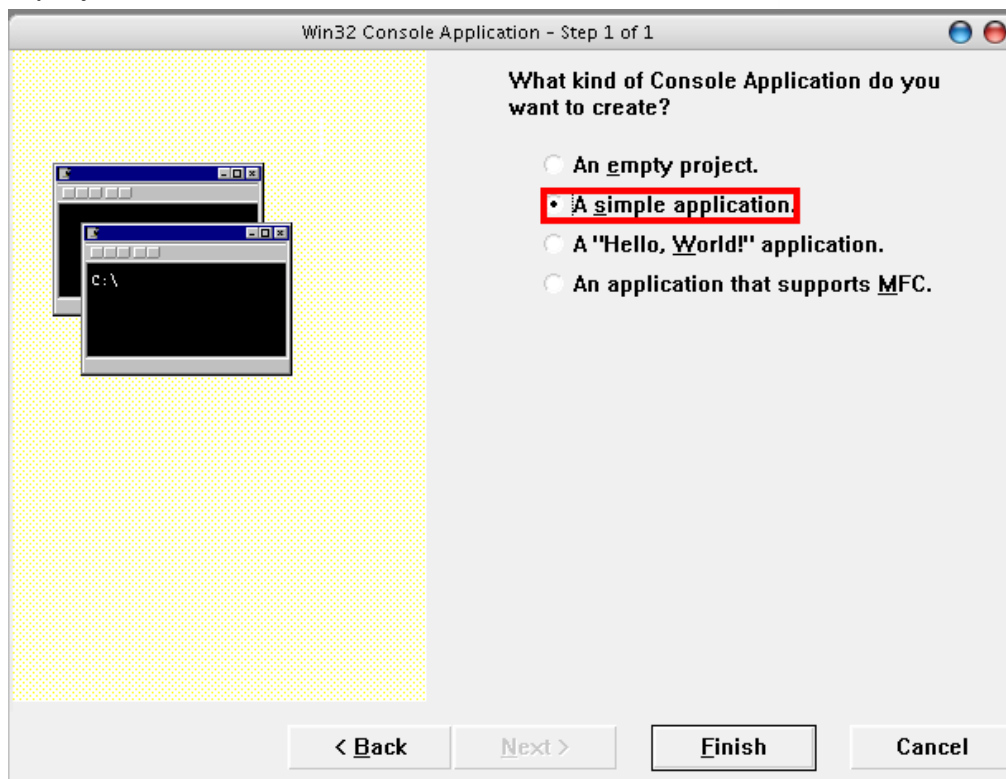 Win32 Console Application - Step 1 of 1
What kind of Console Application do you
want to create?
An empty project.
A simple application.
A "Hello, World!" application.
An application that supports MFC.
C:\
< Back
Next >
Finish
Cancel